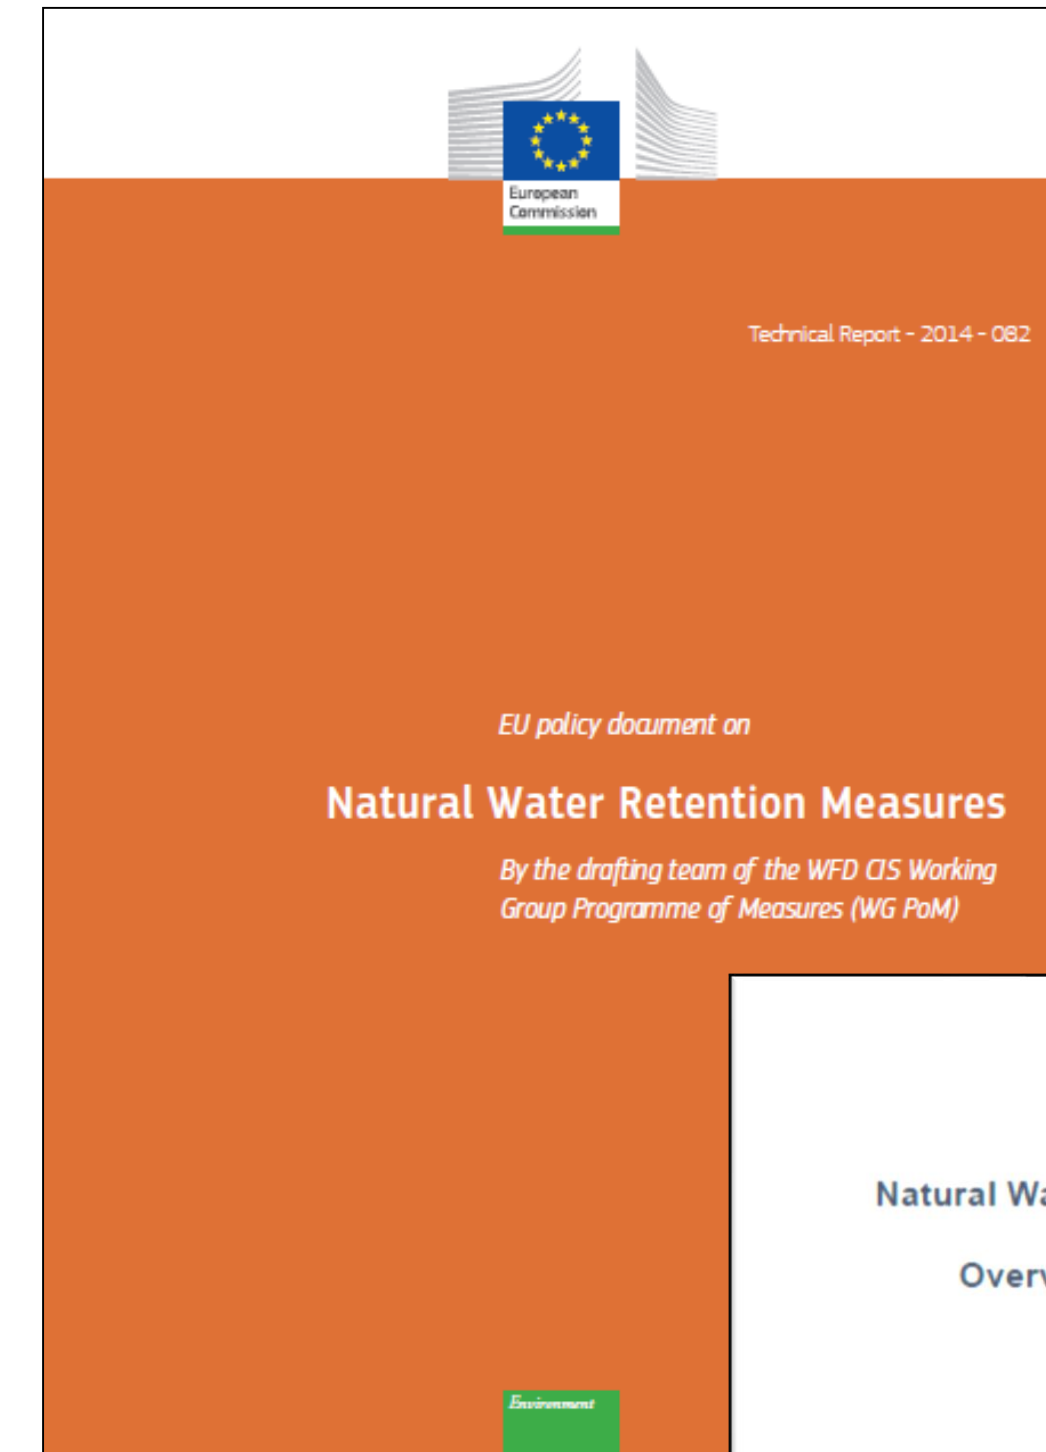 European
Commission
Technical Report - 2014 - 082
EU policy document on
Natural Water Retention Measures
By the drafting team of the WFD CIS Working
Group Programme of Measures (WG PoM)
Natural
Environment